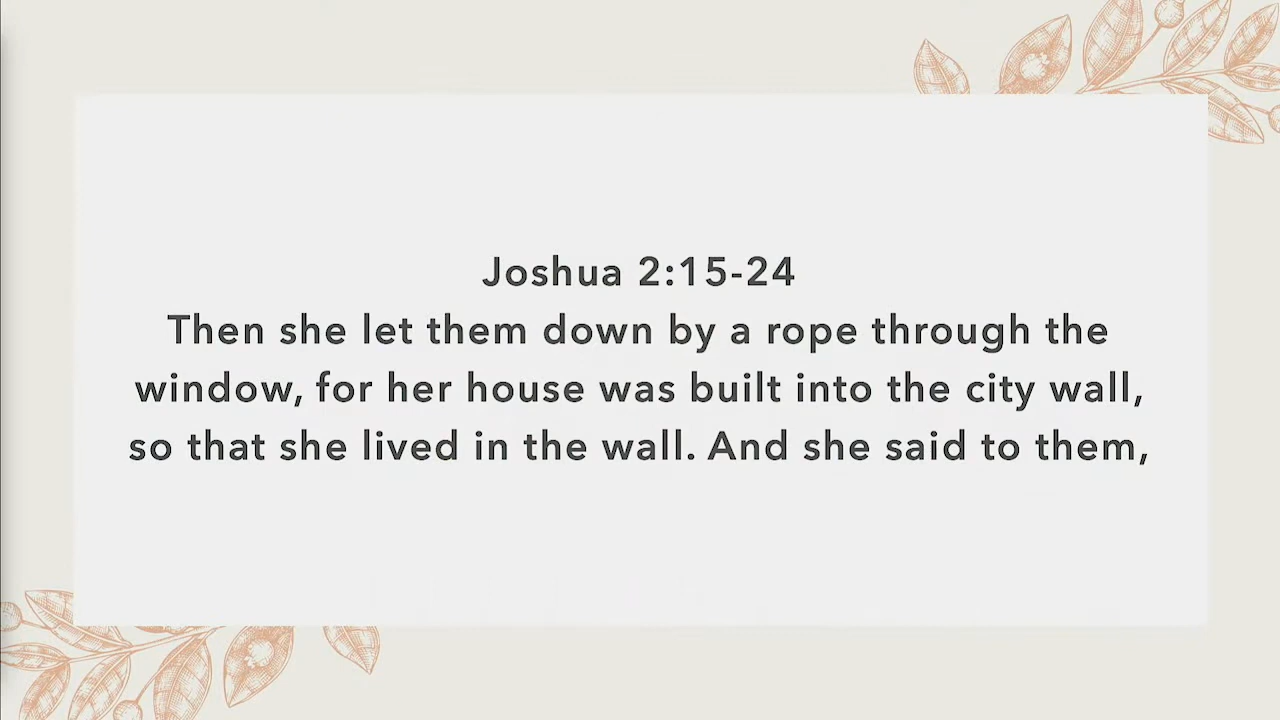 Joshua 2:15-24
Then she let them down by a rope through the
window, for her house was built into the city wall,
so that she lived in the wall. And she said to them,